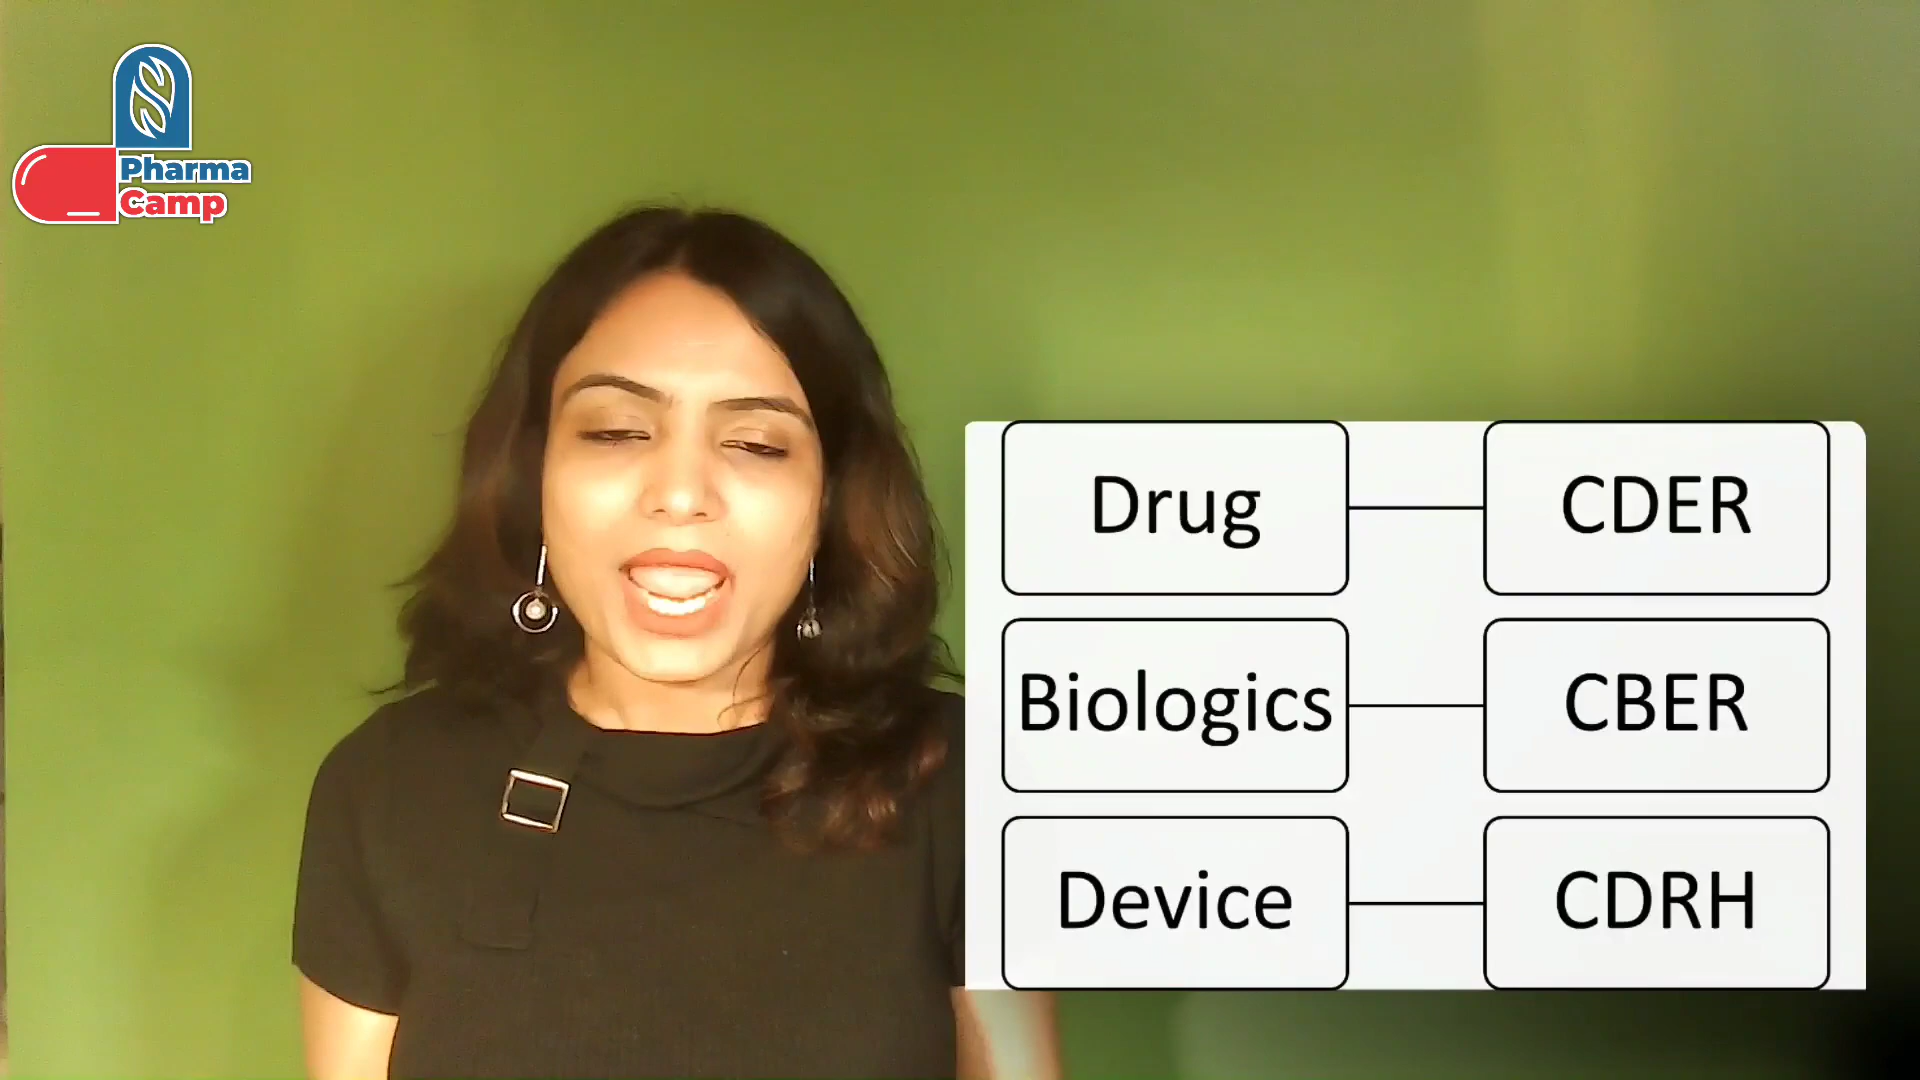 Pharma
Camp
Drug
CDER
Biologics
CBER
Device
CDRH